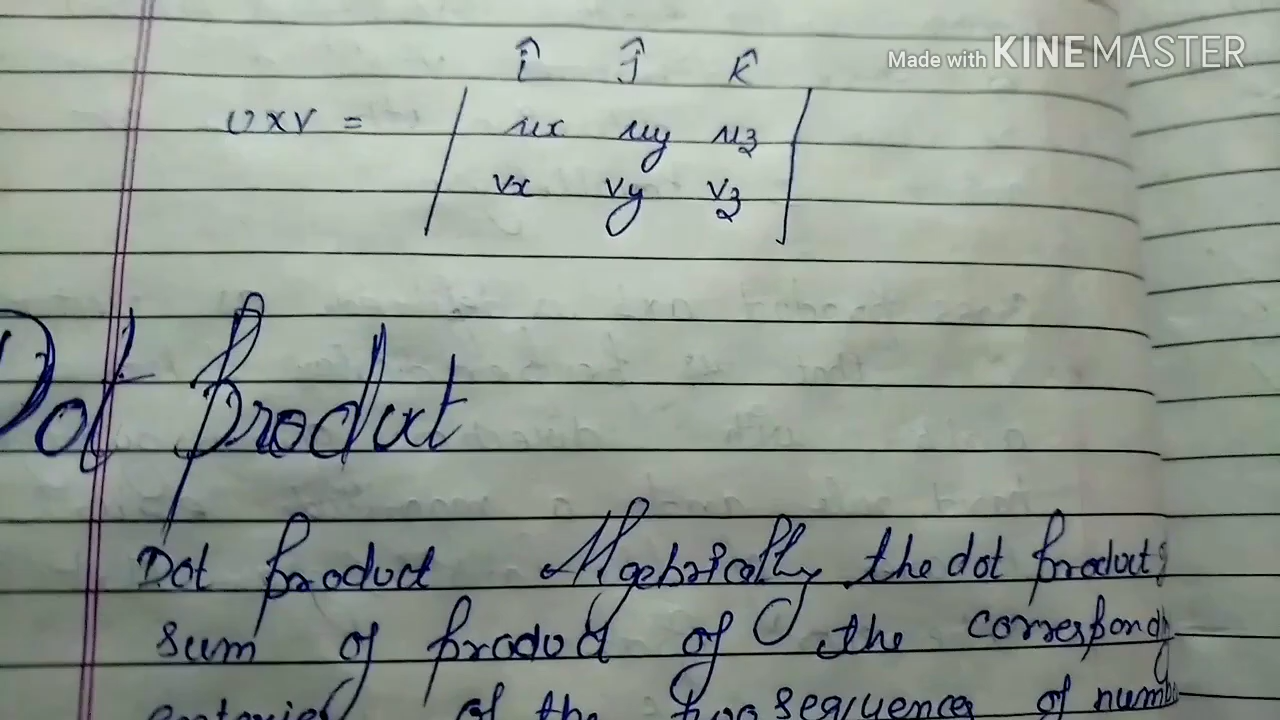 Made with KINEMASTER
î ĵ k̂
U×V = | ux uy uz |
| vx vy vz |
Dot Product
Dot product Algebrically the dot product
sum of product of the correspond
of the two sequence of numb